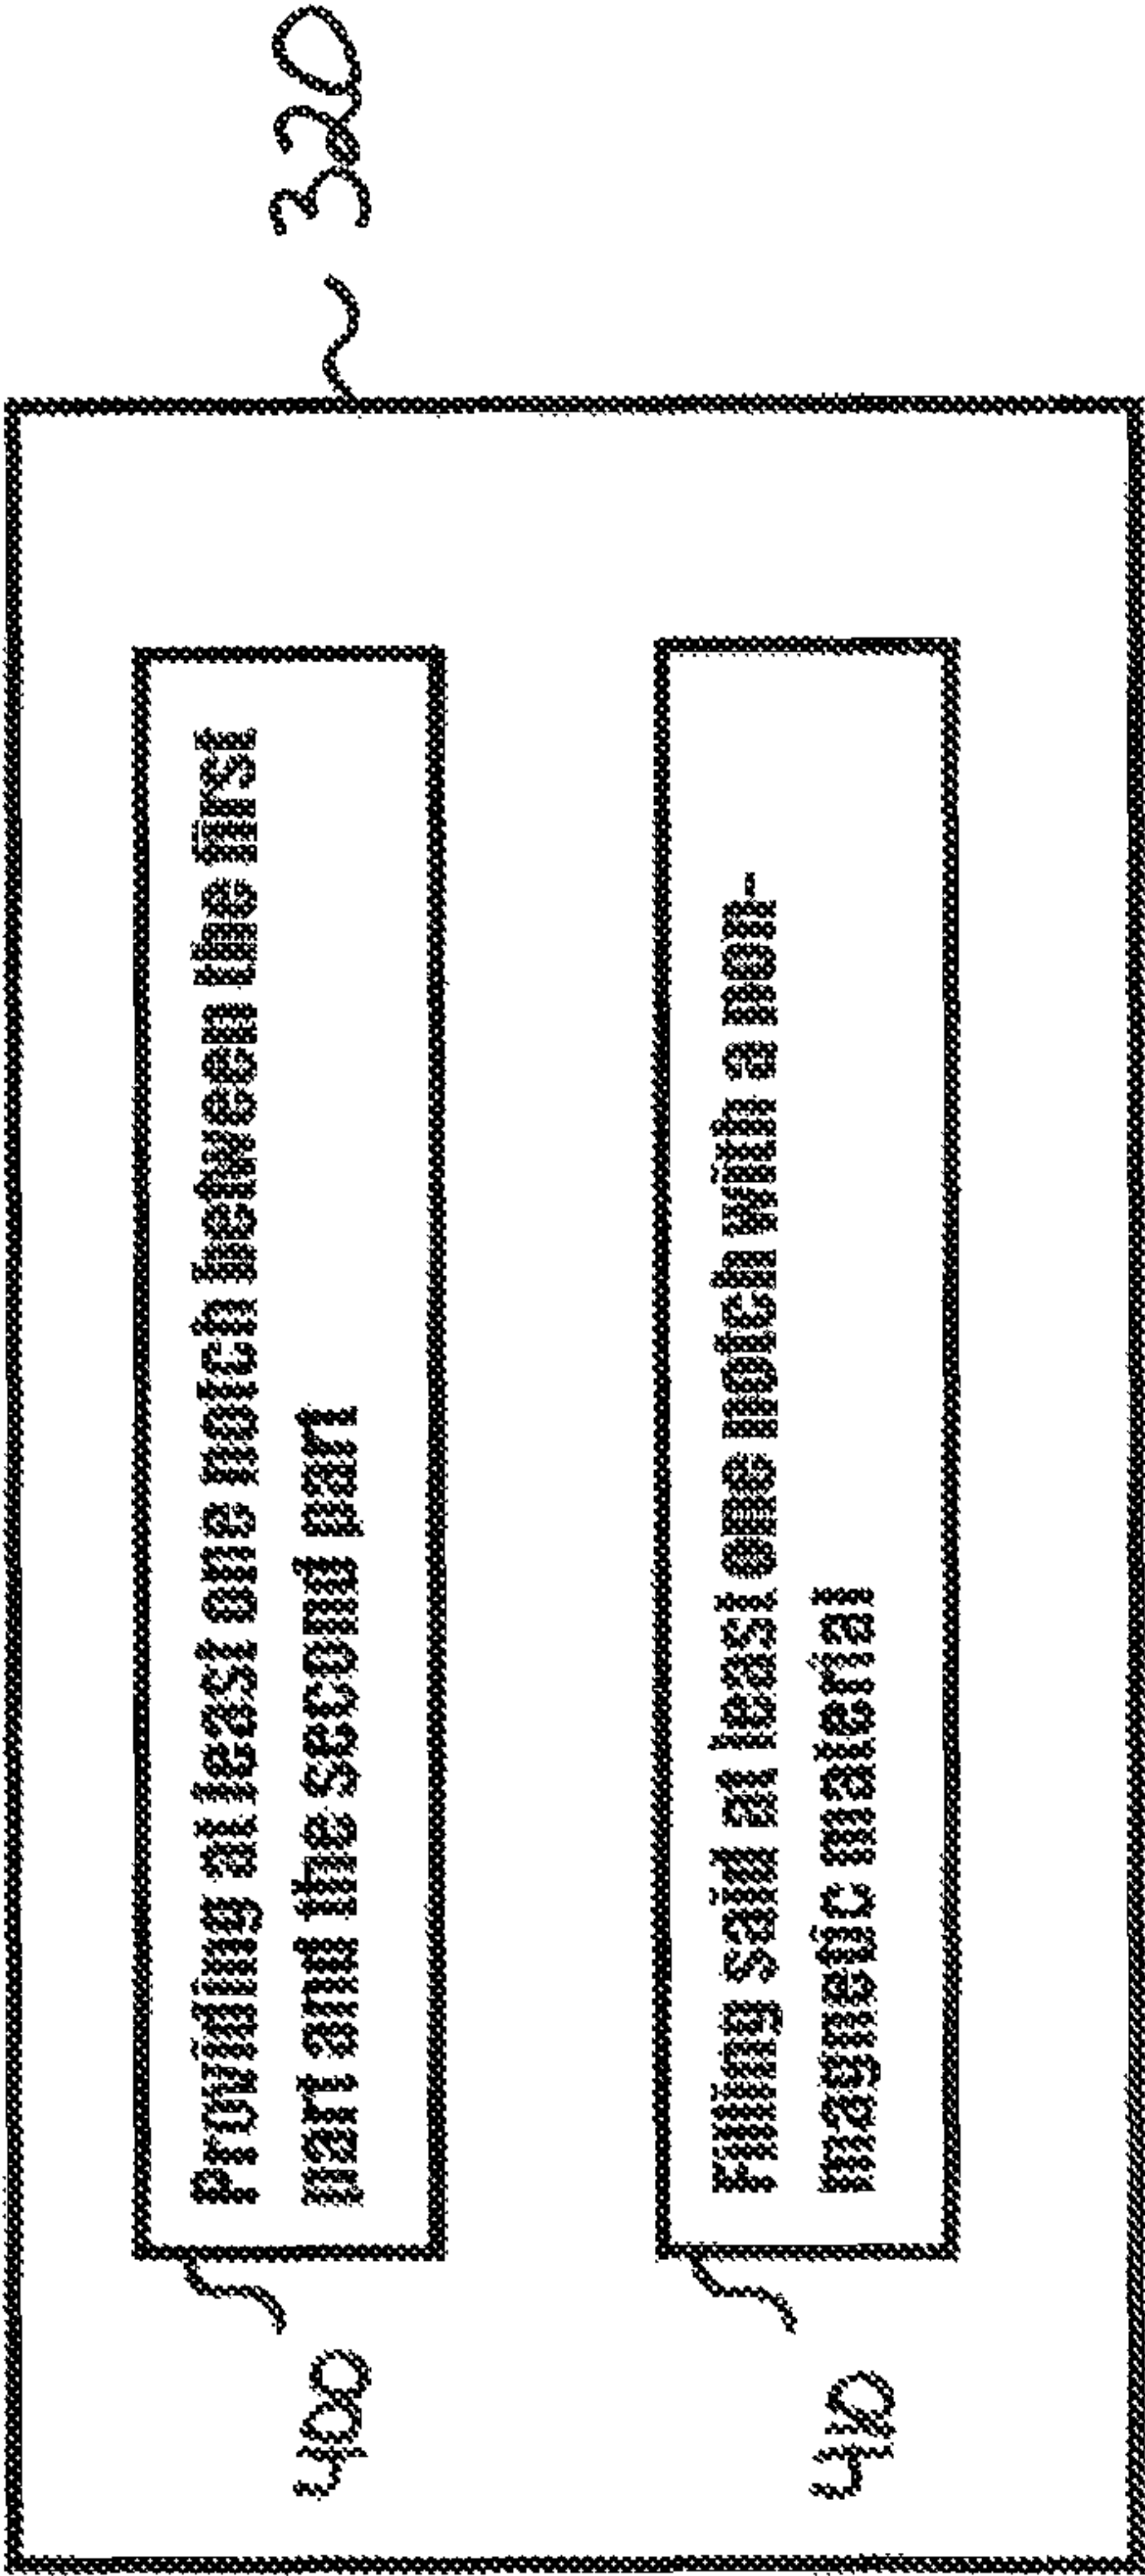 320
400
Providing at least one notch between the first
part and the second part
410
Filling said at least one notch with a non-
magnetic material